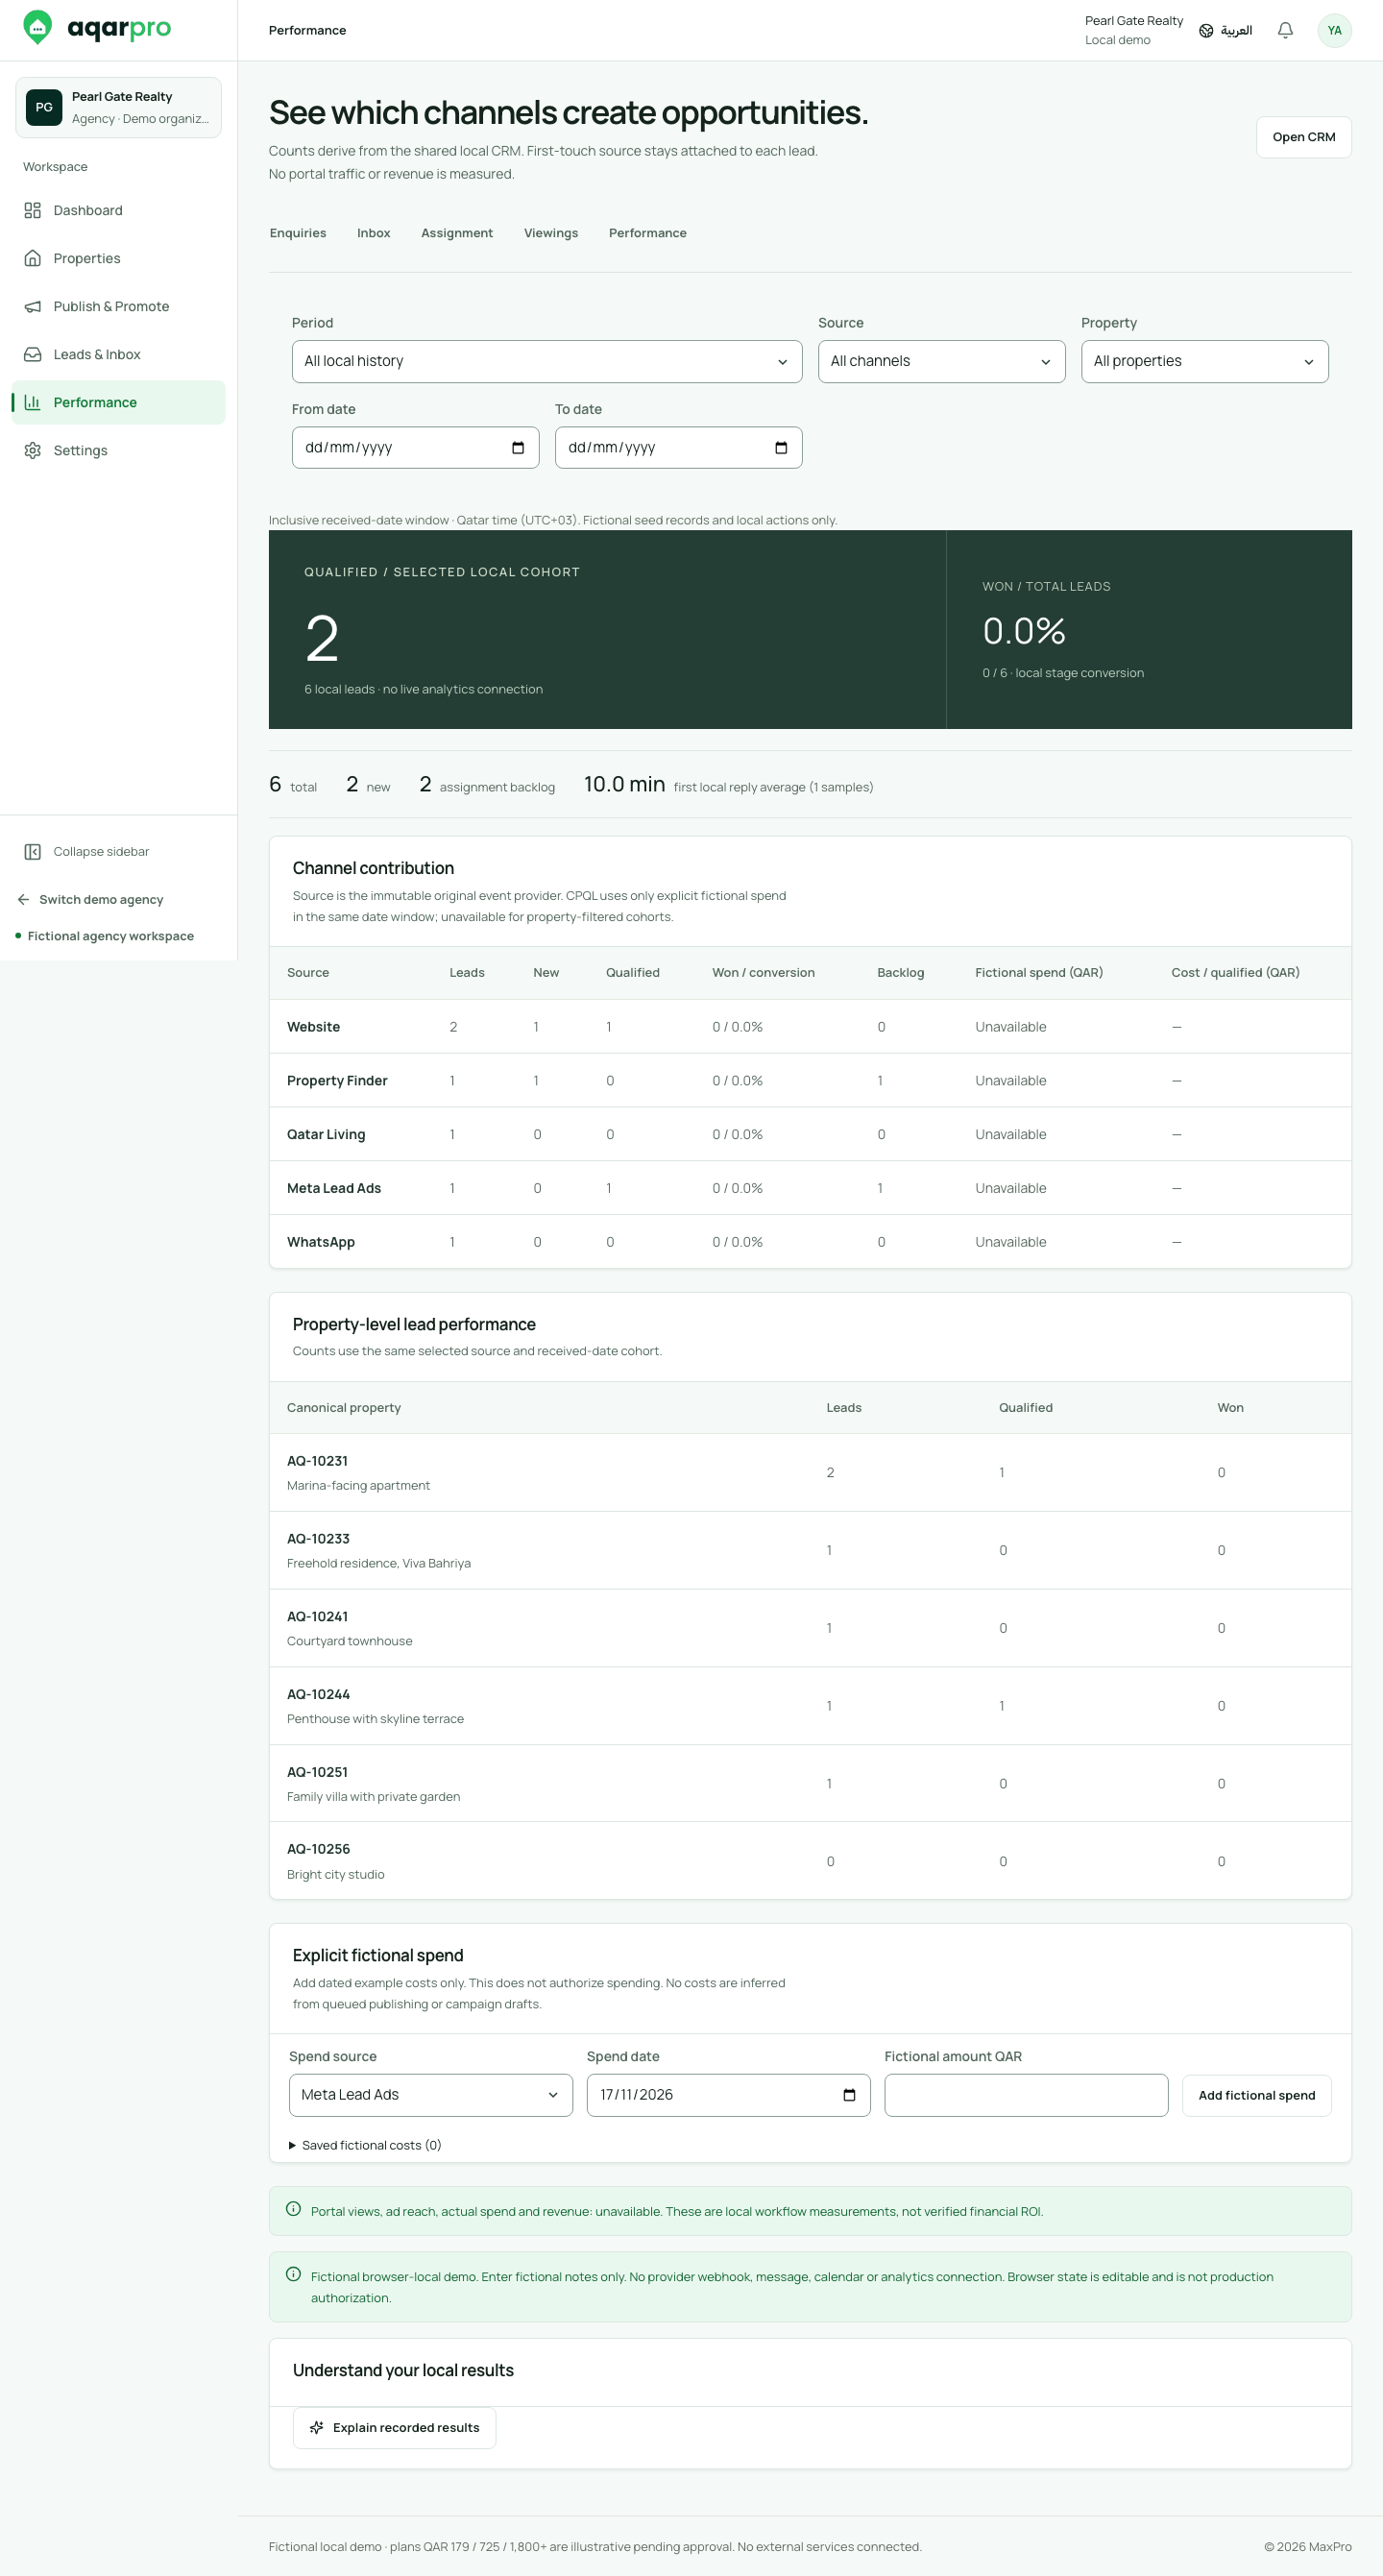 aqarpro
Performance
Pearl Gate Realty
Local demo
العربية
YA
PG
Pearl Gate Realty
Agency · Demo organiz...
Workspace
Dashboard
Properties
Publish & Promote
Leads & Inbox
Performance
Settings
Collapse sidebar
Switch demo agency
Fictional agency workspace
See which channels create opportunities.
Counts derive from the shared local CRM. First-touch source stays attached to each lead.
No portal traffic or revenue is measured.
Open CRM
Enquiries Inbox Assignment Viewings Performance
Period Source Property
All local history All channels All properties
From date To date
dd/mm/yyyy dd/mm/yyyy
Inclusive received-date window · Qatar time (UTC+03). Fictional seed records and local actions only.
QUALIFIED / SELECTED LOCAL COHORT
2
6 local leads · no live analytics connection
WON / TOTAL LEADS
0.0%
0 / 6 · local stage conversion
6 total 2 new 2 assignment backlog 10.0 min first local reply average (1 samples)
Channel contribution
Source is the immutable original event provider. CPQL uses only explicit fictional spend
in the same date window; unavailable for property-filtered cohorts.
Source Leads New Qualified Won / conversion Backlog Fictional spend (QAR) Cost / qualified (QAR)
Website 2 1 1 0 / 0.0% 0 Unavailable —
Property Finder 1 1 0 0 / 0.0% 1 Unavailable —
Qatar Living 1 0 0 0 / 0.0% 0 Unavailable —
Meta Lead Ads 1 0 1 0 / 0.0% 1 Unavailable —
WhatsApp 1 0 0 0 / 0.0% 0 Unavailable —
Property-level lead performance
Counts use the same selected source and received-date cohort.
Canonical property Leads Qualified Won
AQ-10231
Marina-facing apartment
2 1 0
AQ-10233
Freehold residence, Viva Bahriya
1 0 0
AQ-10241
Courtyard townhouse
1 0 0
AQ-10244
Penthouse with skyline terrace
1 1 0
AQ-10251
Family villa with private garden
1 0 0
AQ-10256
Bright city studio
0 0 0
Explicit fictional spend
Add dated example costs only. This does not authorize spending. No costs are inferred
from queued publishing or campaign drafts.
Spend source Spend date Fictional amount QAR
Meta Lead Ads 17/11/2026 Add fictional spend
Saved fictional costs (0)
Portal views, ad reach, actual spend and revenue: unavailable. These are local workflow measurements, not verified financial ROI.
Fictional browser-local demo. Enter fictional notes only. No provider webhook, message, calendar or analytics connection. Browser state is editable and is not production
authorization.
Understand your local results
Explain recorded results
Fictional local demo · plans QAR 179 / 725 / 1,800+ are illustrative pending approval. No external services connected.
© 2026 MaxPro